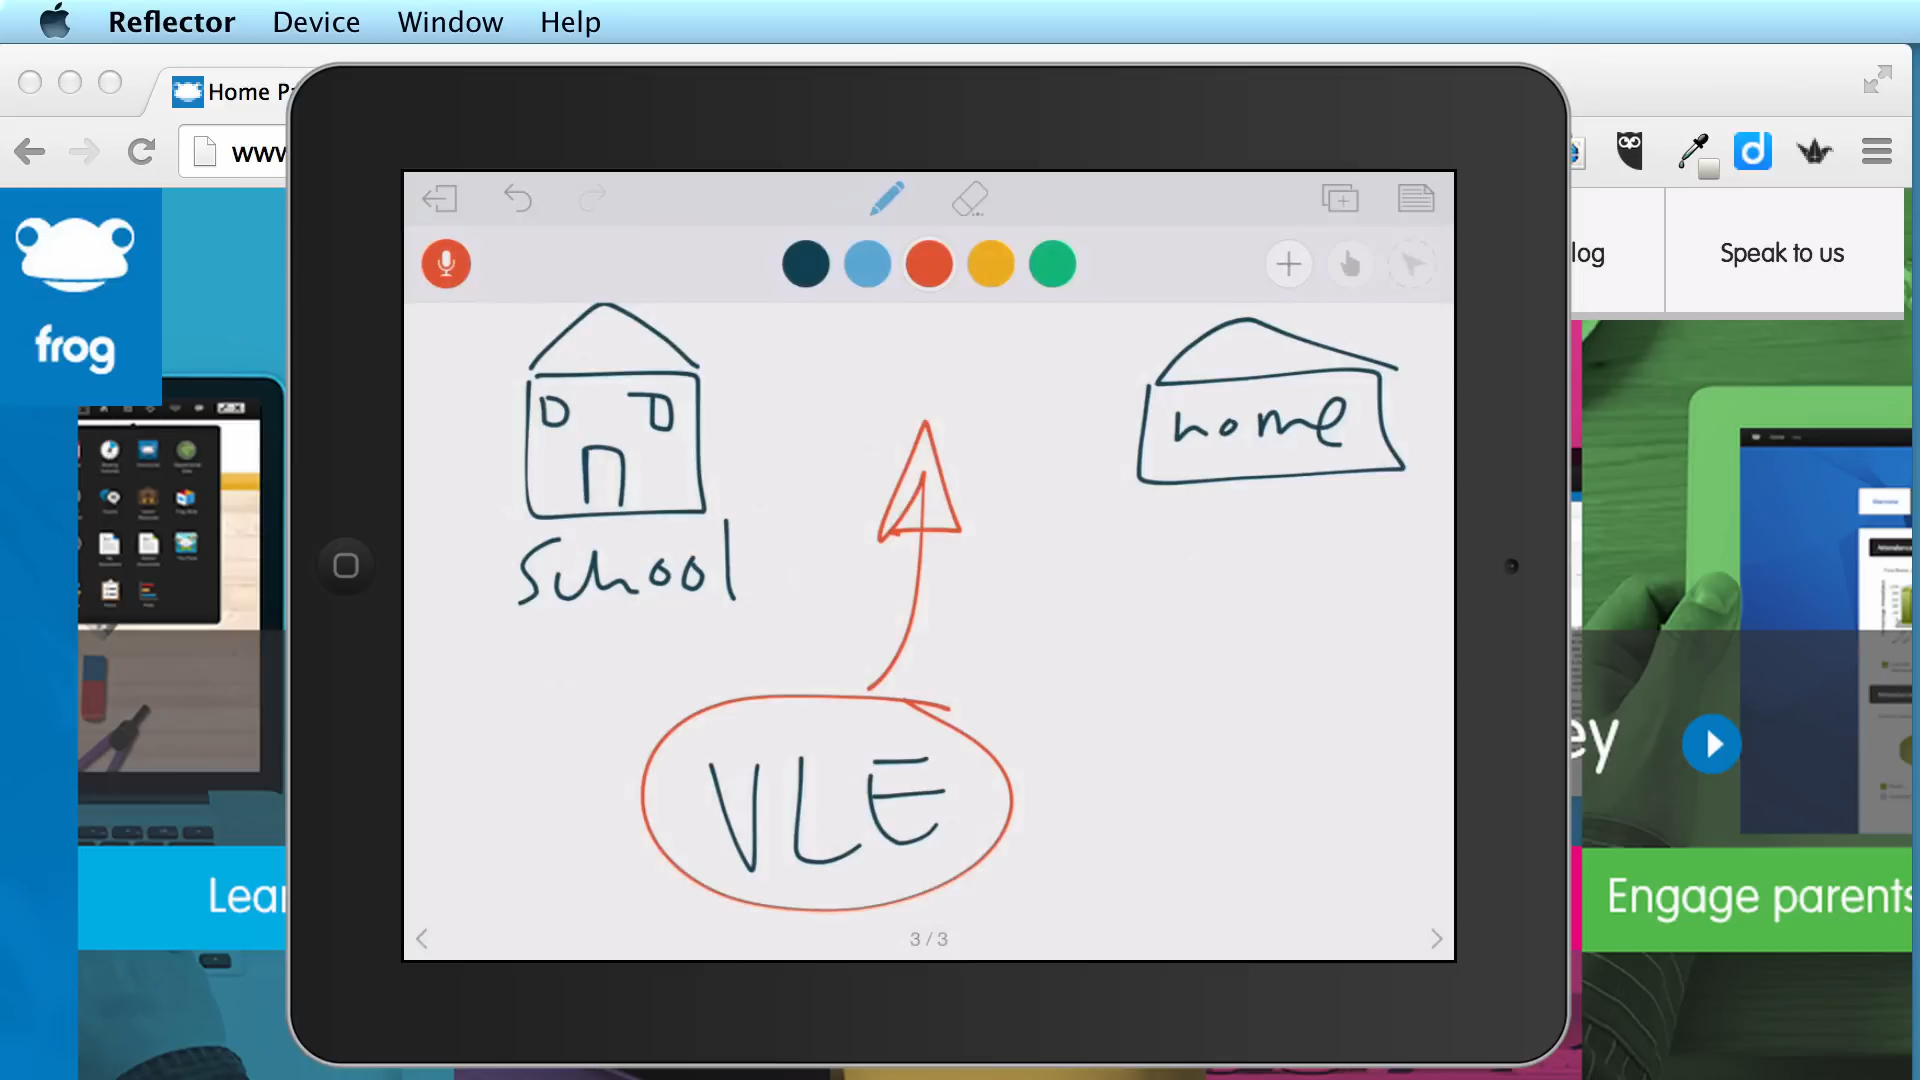 Reflector Device Window Help
Home Pa
www
log
Speak to us
frog
home
School
VLE
ey
Lear
Engage parents
3 / 3